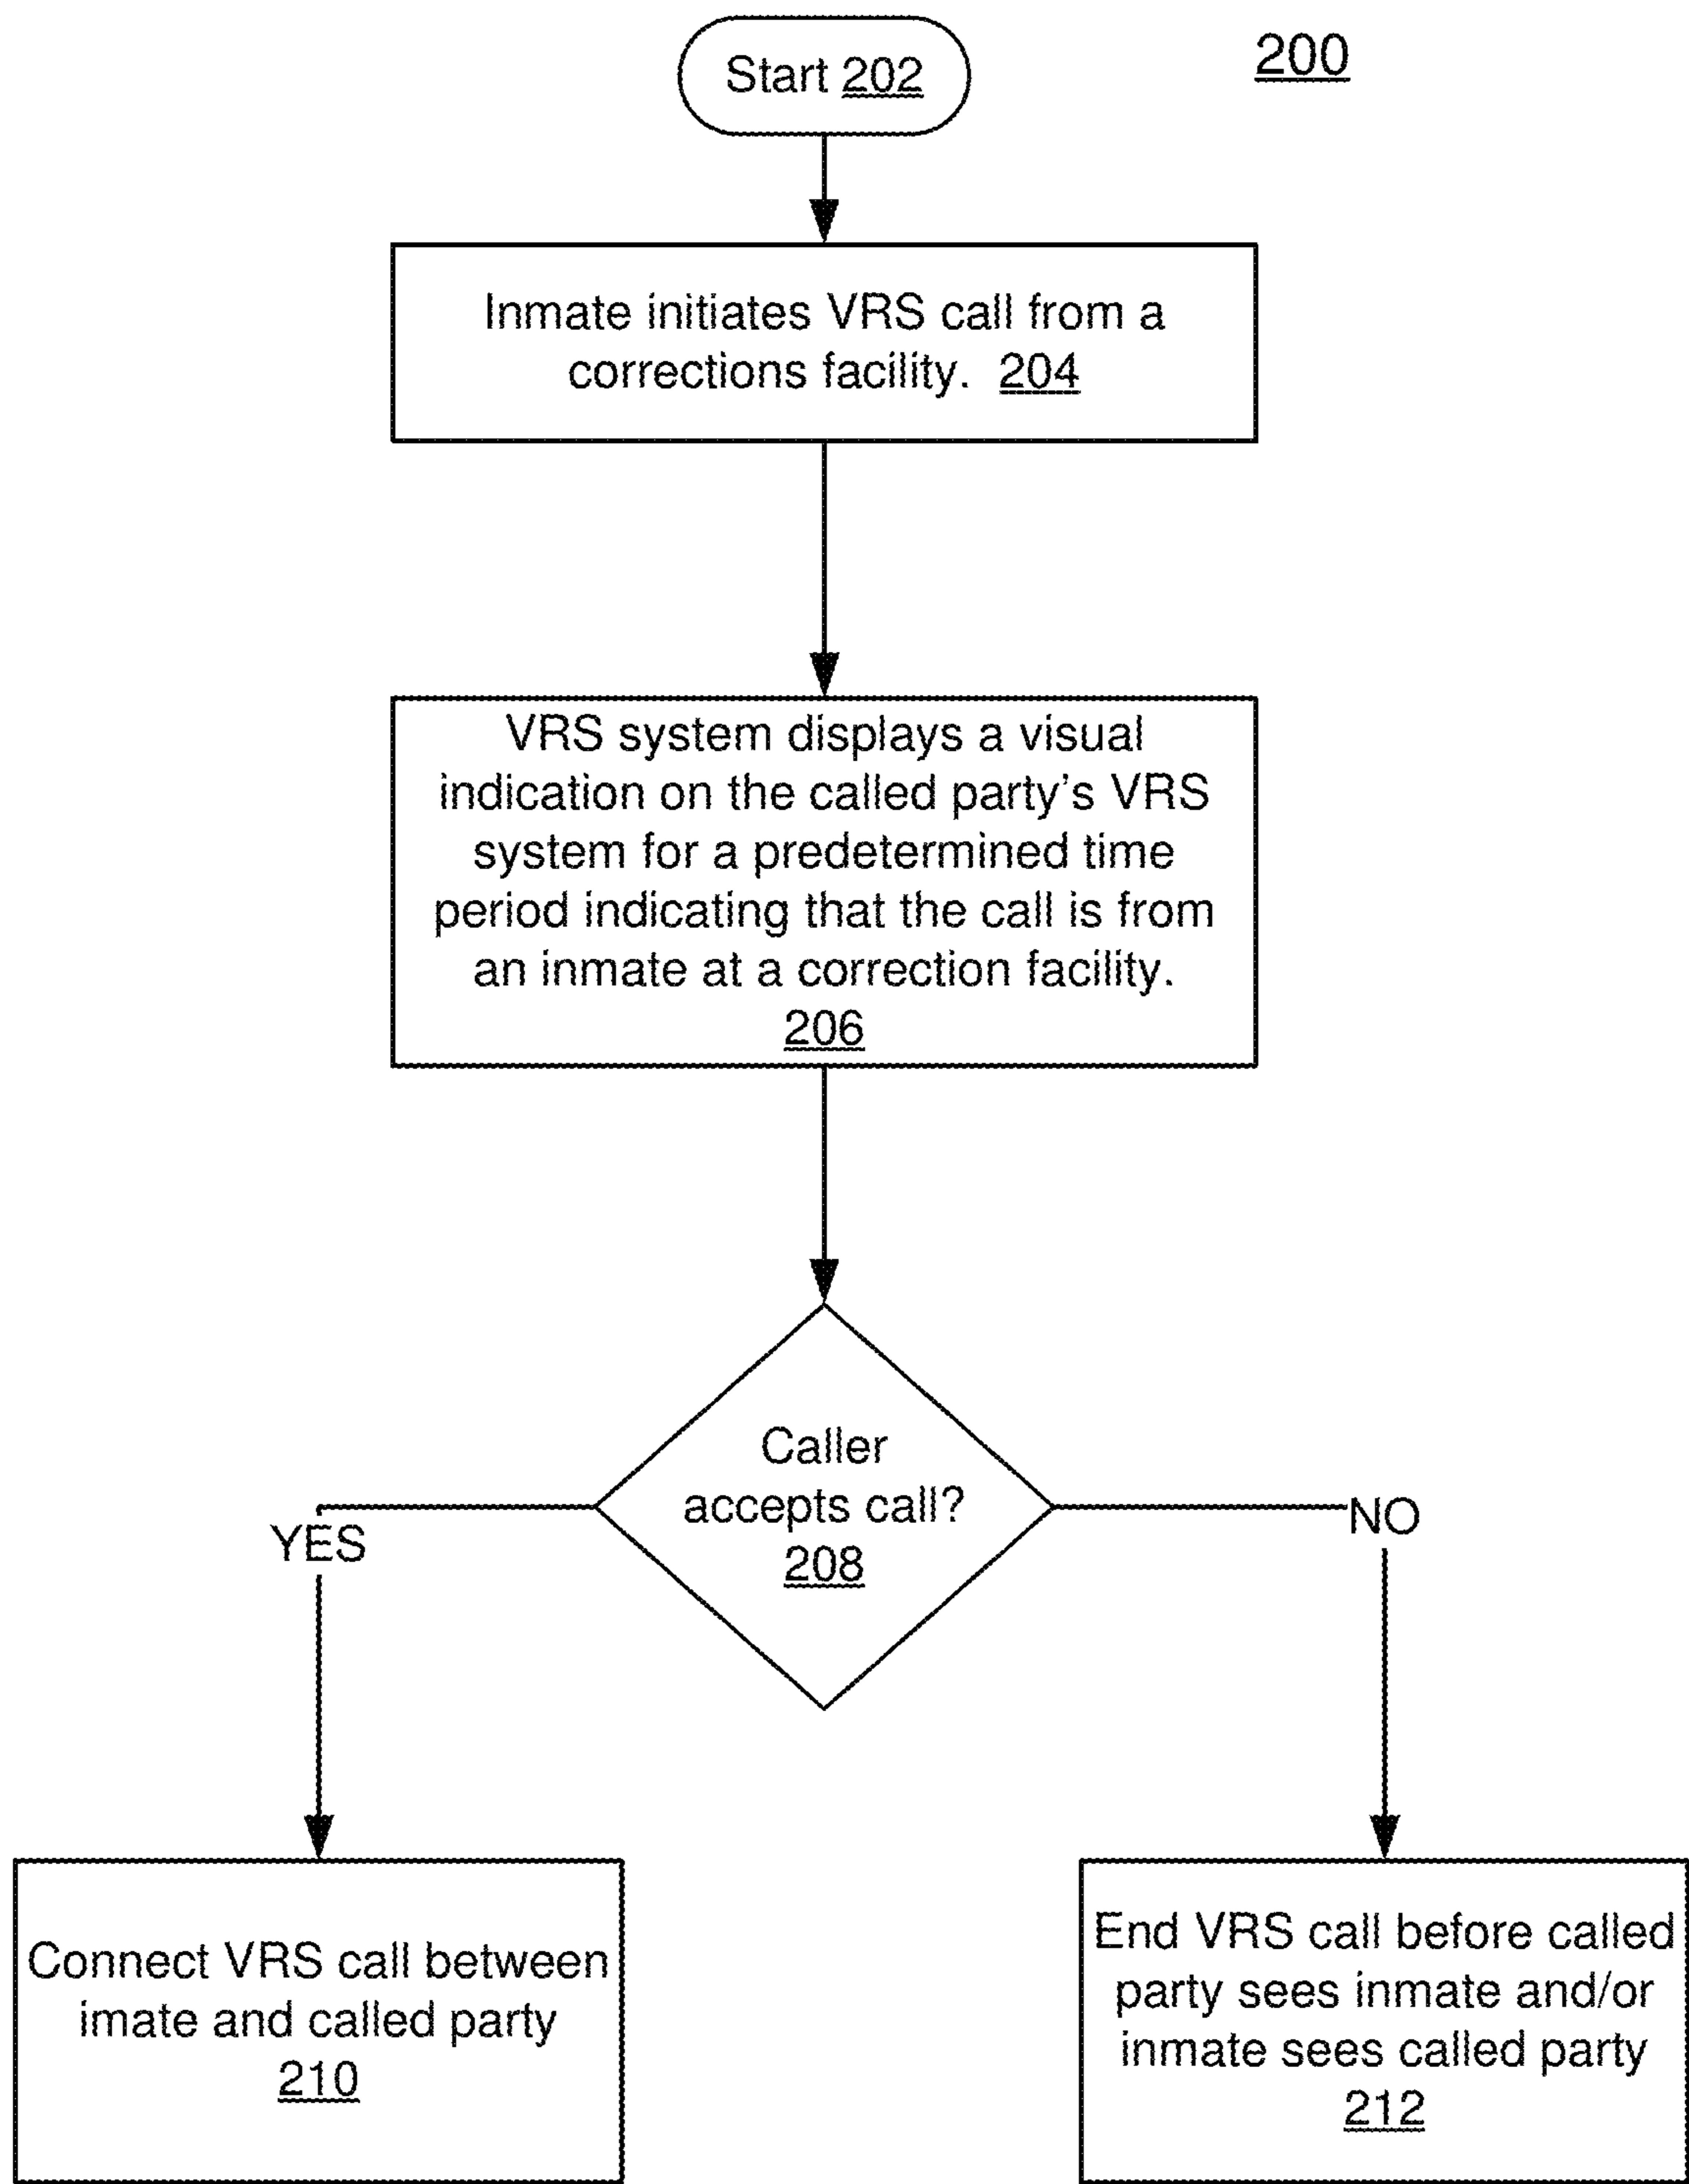 200
Start 202
Inmate initiates VRS call from a
corrections facility. 204
VRS system displays a visual
indication on the called party's VRS
system for a predetermined time
period indicating that the call is from
an inmate at a correction facility.
206
Caller
accepts call?
208
YES
NO
Connect VRS call between
imate and called party
210
End VRS call before called
party sees inmate and/or
inmate sees called party
212